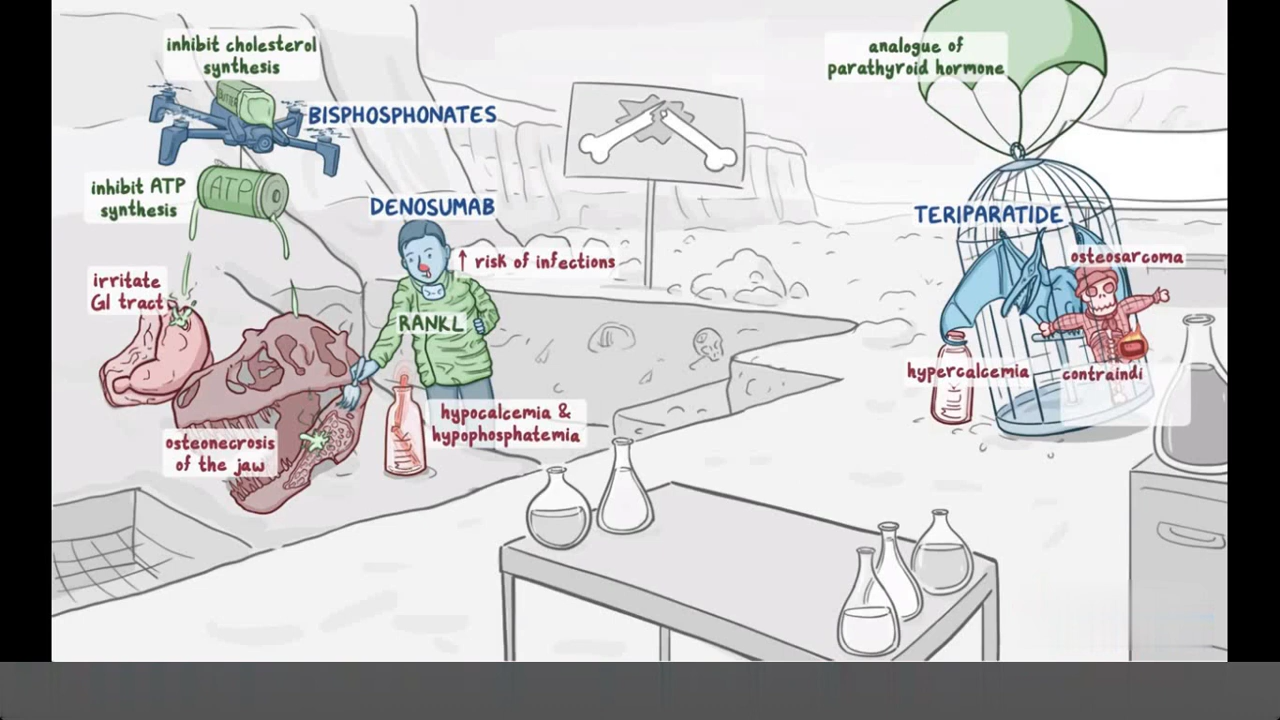 inhibit cholesterol
synthesis
BISPHOSPHONATES
inhibit ATP
synthesis
ATP
DENOSUMAB
↑ risk of infections
irritate
GI tract
RANKL
hypocalcemia &
hypophosphatemia
osteonecrosis
of the jaw
analogue of
parathyroid hormone
TERIPARATIDE
osteosarcoma
hypercalcemia
contraindi
MILK